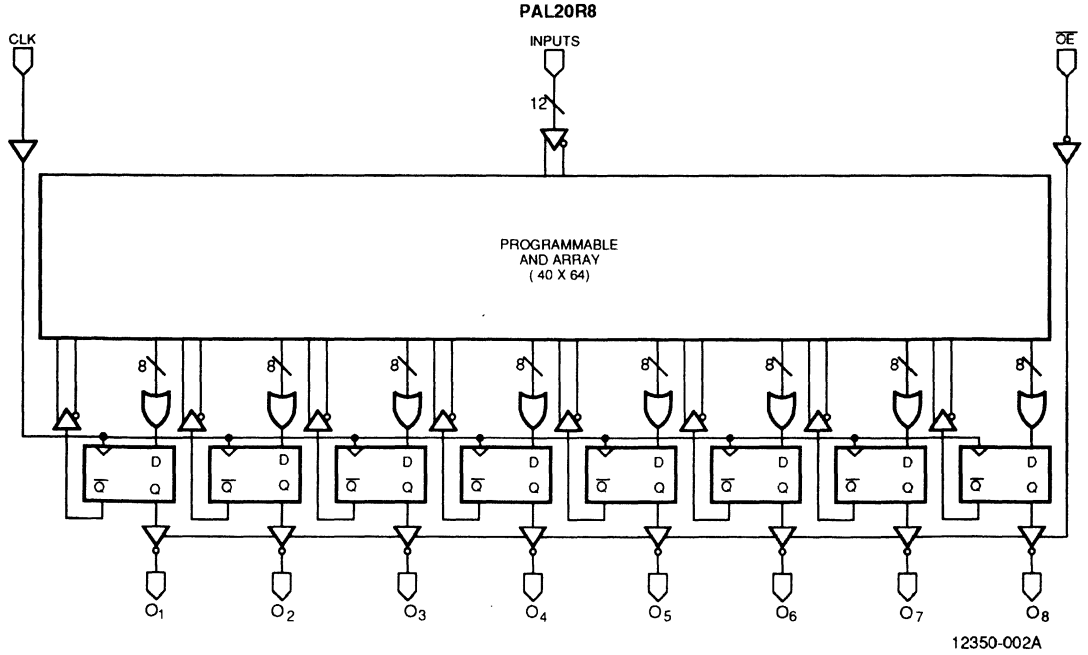 PAL20R8
CLK
INPUTS
OE
12
PROGRAMMABLE
AND ARRAY
( 40 X 64)
8 8 8 8 8 8 8 8
D D D D D D D D
Q Q Q Q Q Q Q Q Q Q Q Q Q Q Q Q
O1 O2 O3 O4 O5 O6 O7 O8
12350-002A